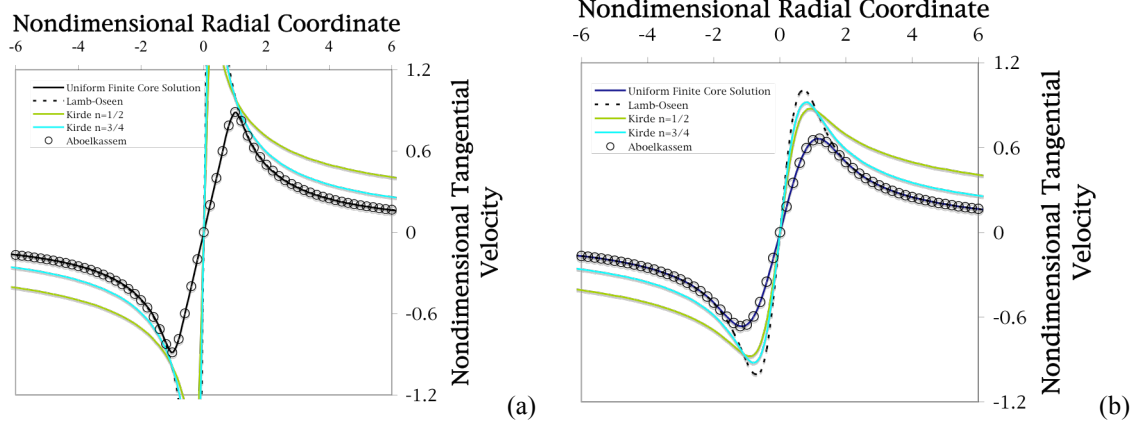 Nondimensional Radial Coordinate
-6 -4 -2 0 2 4 6
1.2
0.6
0
-0.6
-1.2
Nondimensional Tangential
Velocity
Uniform Finite Core Solution
Lamb-Oseen
Kirde n=1/2
Kirde n=3/4
Aboelkassem
(a)
Nondimensional Radial Coordinate
-6 -4 -2 0 2 4 6
1.2
0.6
0
-0.6
-1.2
Nondimensional Tangential
Velocity
Uniform Finite Core Solution
Lamb-Oseen
Kirde n=1/2
Kirde n=3/4
Aboelkassem
(b)